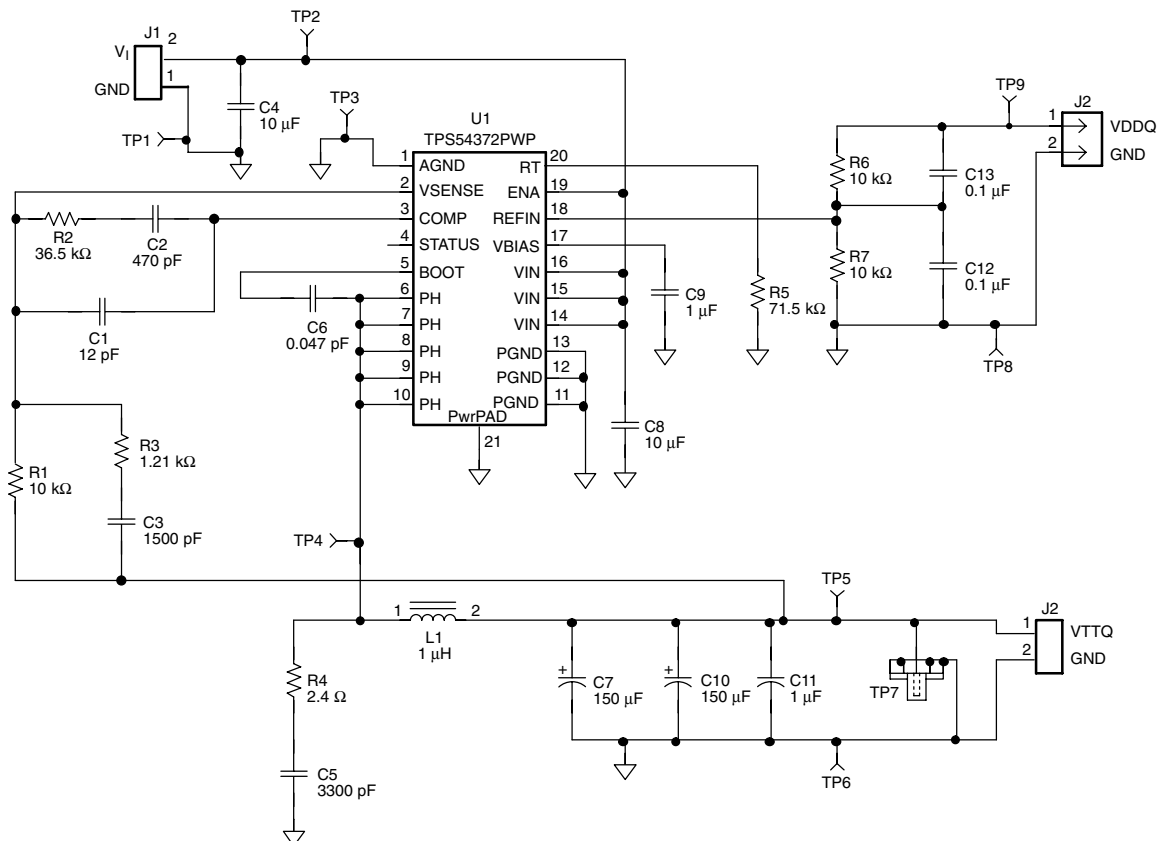 J1
V_I
2
1
GND
TP1
C4
10 µF
TP2
TP3
U1
TPS54372PWP
1 AGND
2 VSENSE
3 COMP
4 STATUS
5 BOOT
6 PH
7 PH
8 PH
9 PH
10 PH
RT 20
ENA 19
REFIN 18
VBIAS 17
VIN 16
VIN 15
VIN 14
PGND 13
PGND 12
PGND 11
PwrPAD
21
R2
36.5 kΩ
C2
470 pF
C1
12 pF
C6
0.047 pF
R3
1.21 kΩ
R1
10 kΩ
C3
1500 pF
C9
1 µF
R5
71.5 kΩ
C8
10 µF
TP9
J2
1
VDDQ
2
GND
R6
10 kΩ
C13
0.1 µF
R7
10 kΩ
C12
0.1 µF
TP8
TP4
1
2
L1
1 µH
R4
2.4 Ω
C5
3300 pF
+
C7
150 µF
+
C10
150 µF
C11
1 µF
TP5
TP7
TP6
J2
1
VTTQ
2
GND